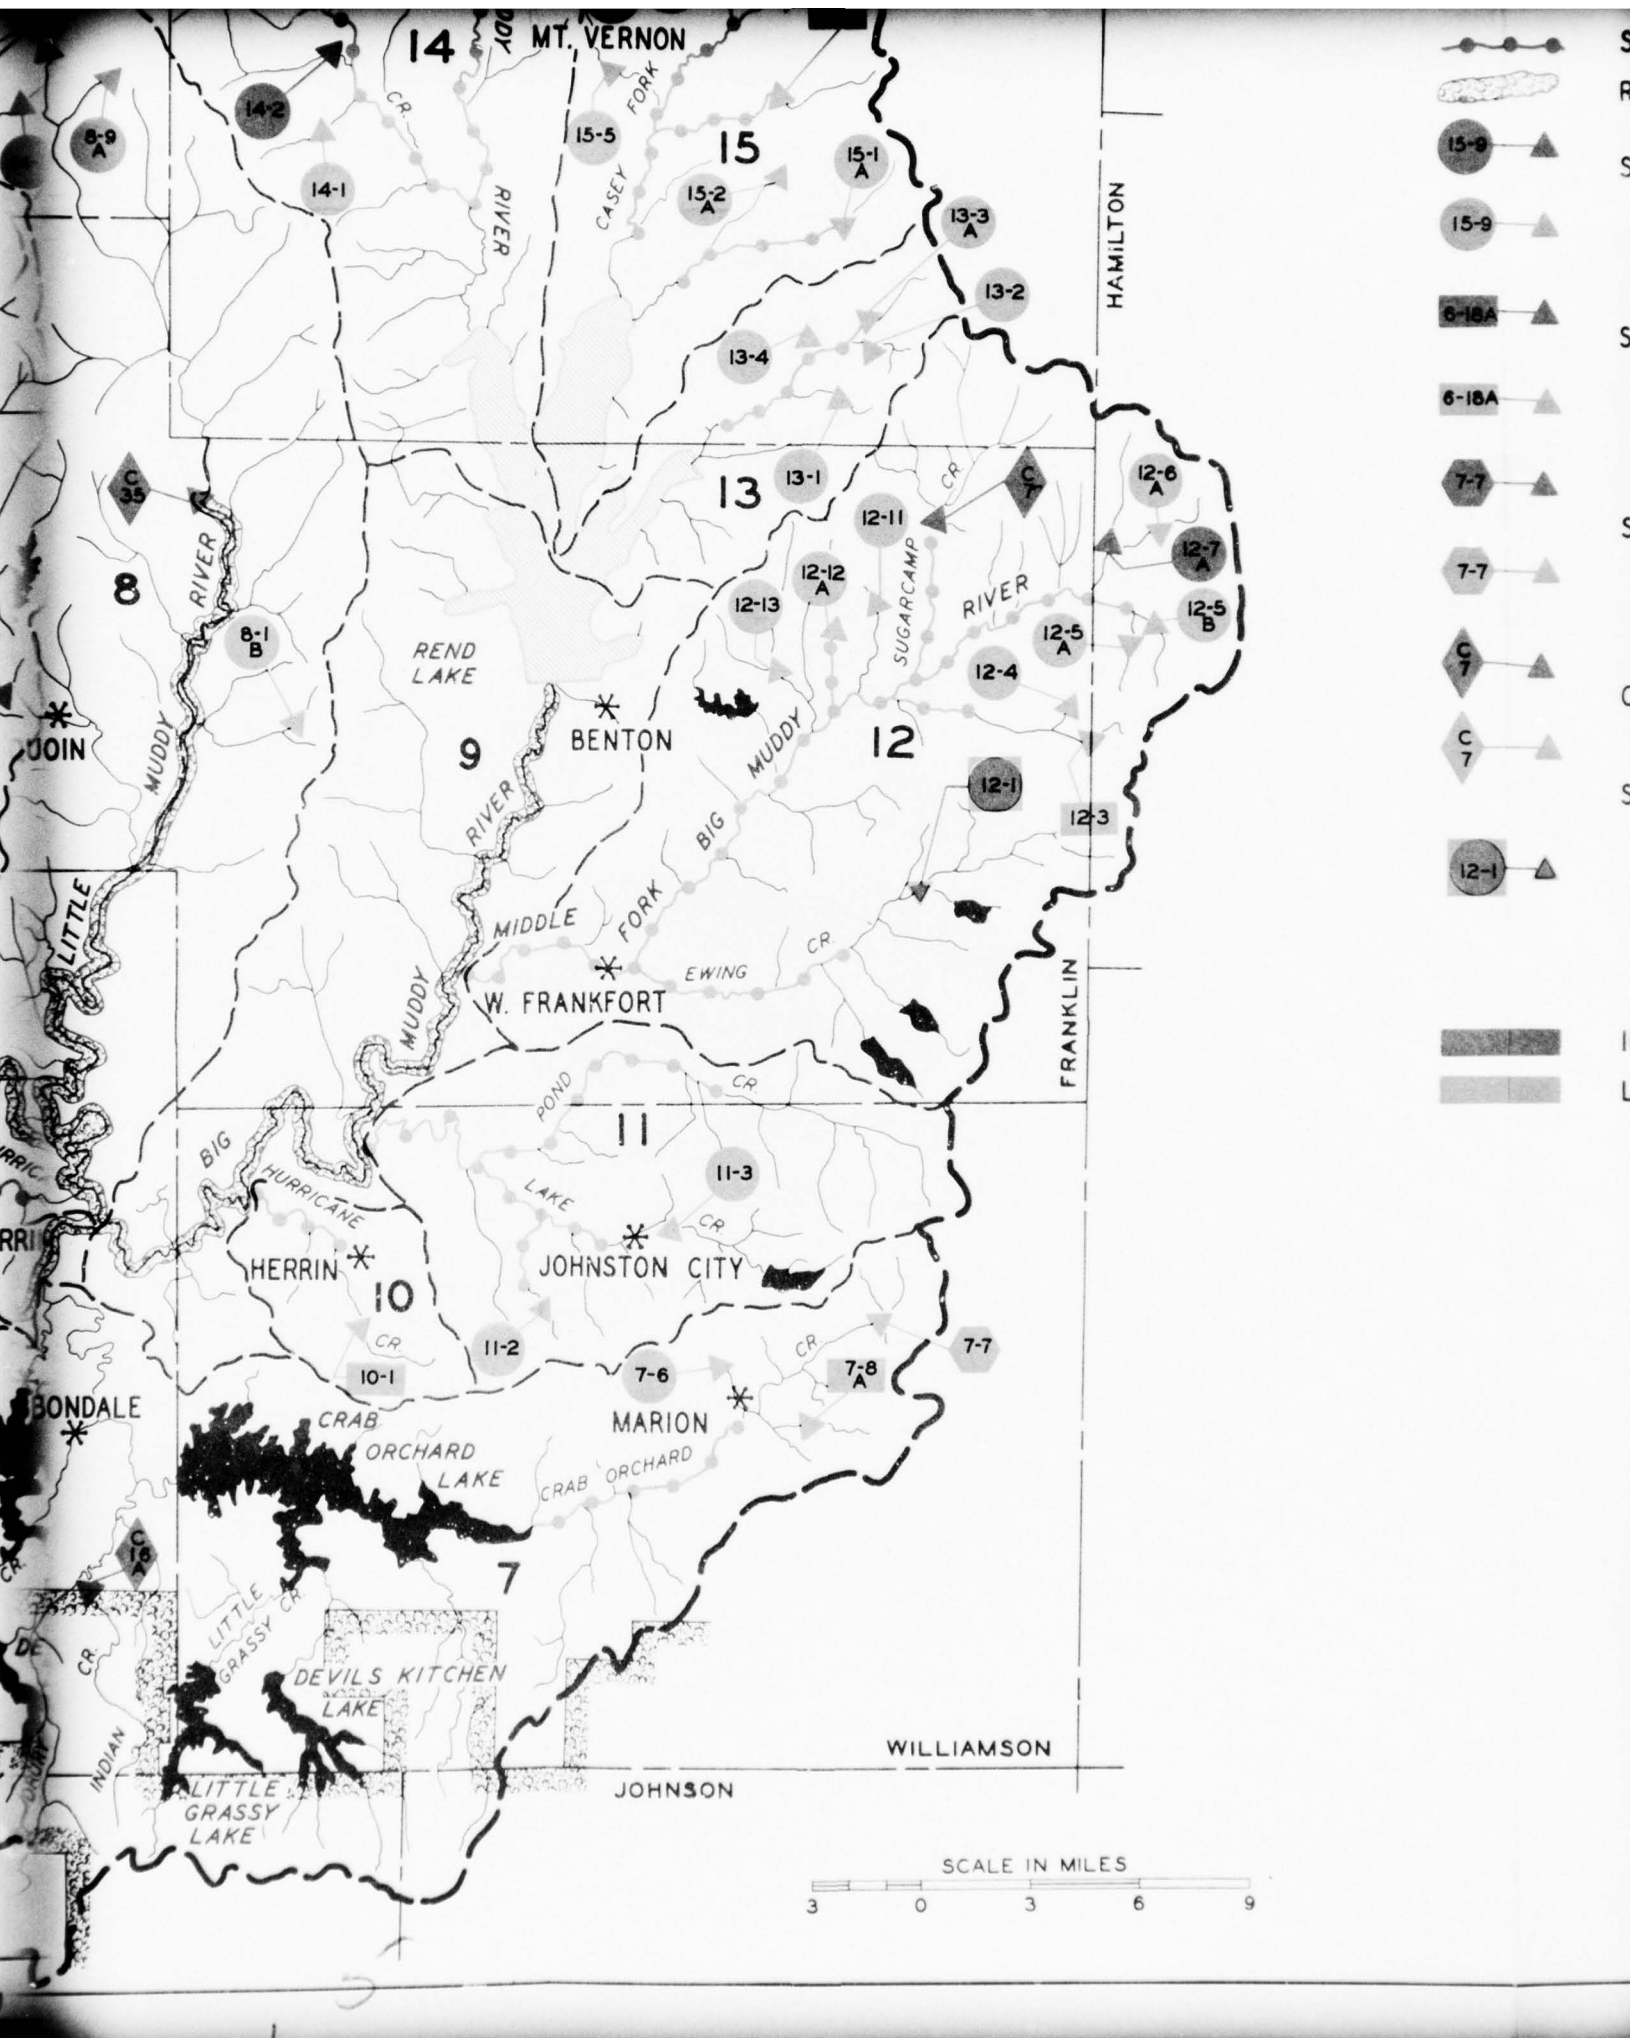 14
MT. VERNON
14-2
8-9
A
CR.
FORK
15-5
15
15-1
A
14-1
RIVER
CASEY
15-2
A
13-3
A
HAMILTON
13-2
13-4
C
35
13
13-1
CR.
C
7
12-6
A
12-11
12-7
A
8
RIVER
12-12
A
SUGARCAMP
RIVER
12-13
12-5
B
8-1
B
REND
LAKE
12-5
A
12-4
MUDDY
9
BENTON
MUDDY
12
12-1
RIVER
BIG
12-3
LITTLE
MIDDLE
FORK
CR.
EWING
MUDDY
W. FRANKFORT
FRANKLIN
POND
CR.
11
BIG
HURRICANE
11-3
LAKE
CR.
HERRIN
10
JOHNSTON CITY
CR.
10-1
11-2
7-6
CR
7-8
A
7-7
BONDALE
CRAB
ORCHARD
LAKE
MARION
CRAB ORCHARD
C
16
A
7
CR.
LITTLE
GRASSY
CR.
CR.
DEVILS KITCHEN
LAKE
INDIAN
WILLIAMSON
JOHNSON
LITTLE
GRASSY
LAKE
SCALE IN MILES
3 0 3 6 9
15-9
15-9
6-18A
6-18A
7-7
7-7
C
7
C
7
12-1